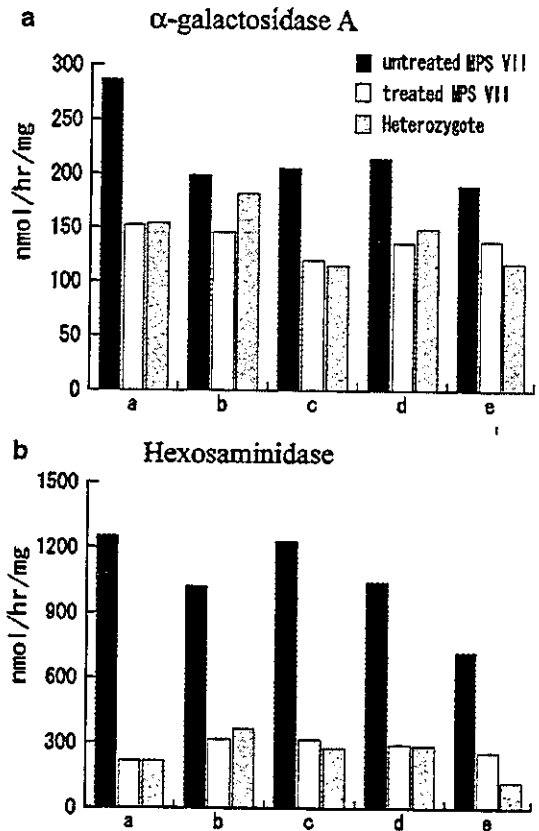 a
α-galactosidase A
untreated MPS VII
treated MPS VII
Heterozygote
nmol/hr/mg
300
250
200
150
100
50
0
a b c d e
b
Hexosaminidase
nmol/hr/mg
1500
1200
900
600
300
0
a b c d e